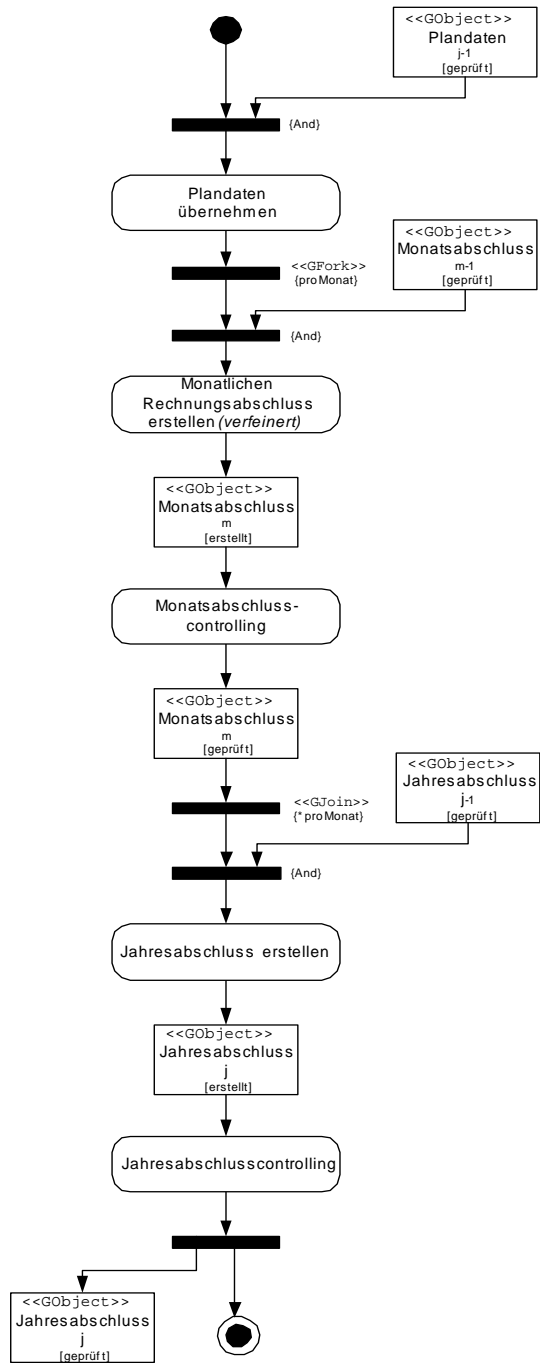 <<GObject>>
Plandaten
j-1
[geprüft]
{And}
Plandaten
übernehmen
<<GFork>>
{proMonat}
<<GObject>>
Monatsabschluss
m-1
[geprüft]
{And}
Monatlichen
Rechnungsabschluss
erstellen (verfeinert)
<<GObject>>
Monatsabschluss
m
[erstellt]
Monatsabschluss-
controlling
<<GObject>>
Monatsabschluss
m
[geprüft]
<<GJoin>>
{* proMonat}
<<GObject>>
Jahresabschluss
j-1
[geprüft]
{And}
Jahresabschluss erstellen
<<GObject>>
Jahresabschluss
j
[erstellt]
Jahresabschlusscontrolling
<<GObject>>
Jahresabschluss
j
[geprüft]